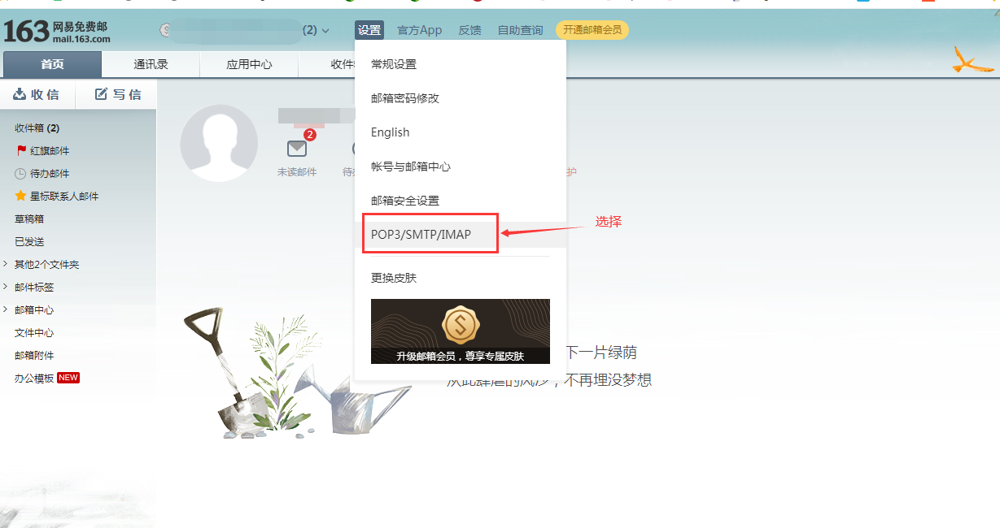 163 网易免费邮
mail.163.com
(2)
设置 官方App 反馈 自助查询 开通邮箱会员
首页 通讯录 应用中心 收件
收信 写信
收件箱 (2)
红旗邮件
待办邮件
星标联系人邮件
草稿箱
已发送
其他2个文件夹
邮件标签
邮箱中心
文件中心
邮箱附件
办公模板 NEW
2
未读邮件
待
护
常规设置
邮箱密码修改
English
帐号与邮箱中心
邮箱安全设置
POP3/SMTP/IMAP
选择
更换皮肤
升级邮箱会员，尊享专属皮肤
下一片绿荫
从此肆虐的风沙，不再埋没梦想